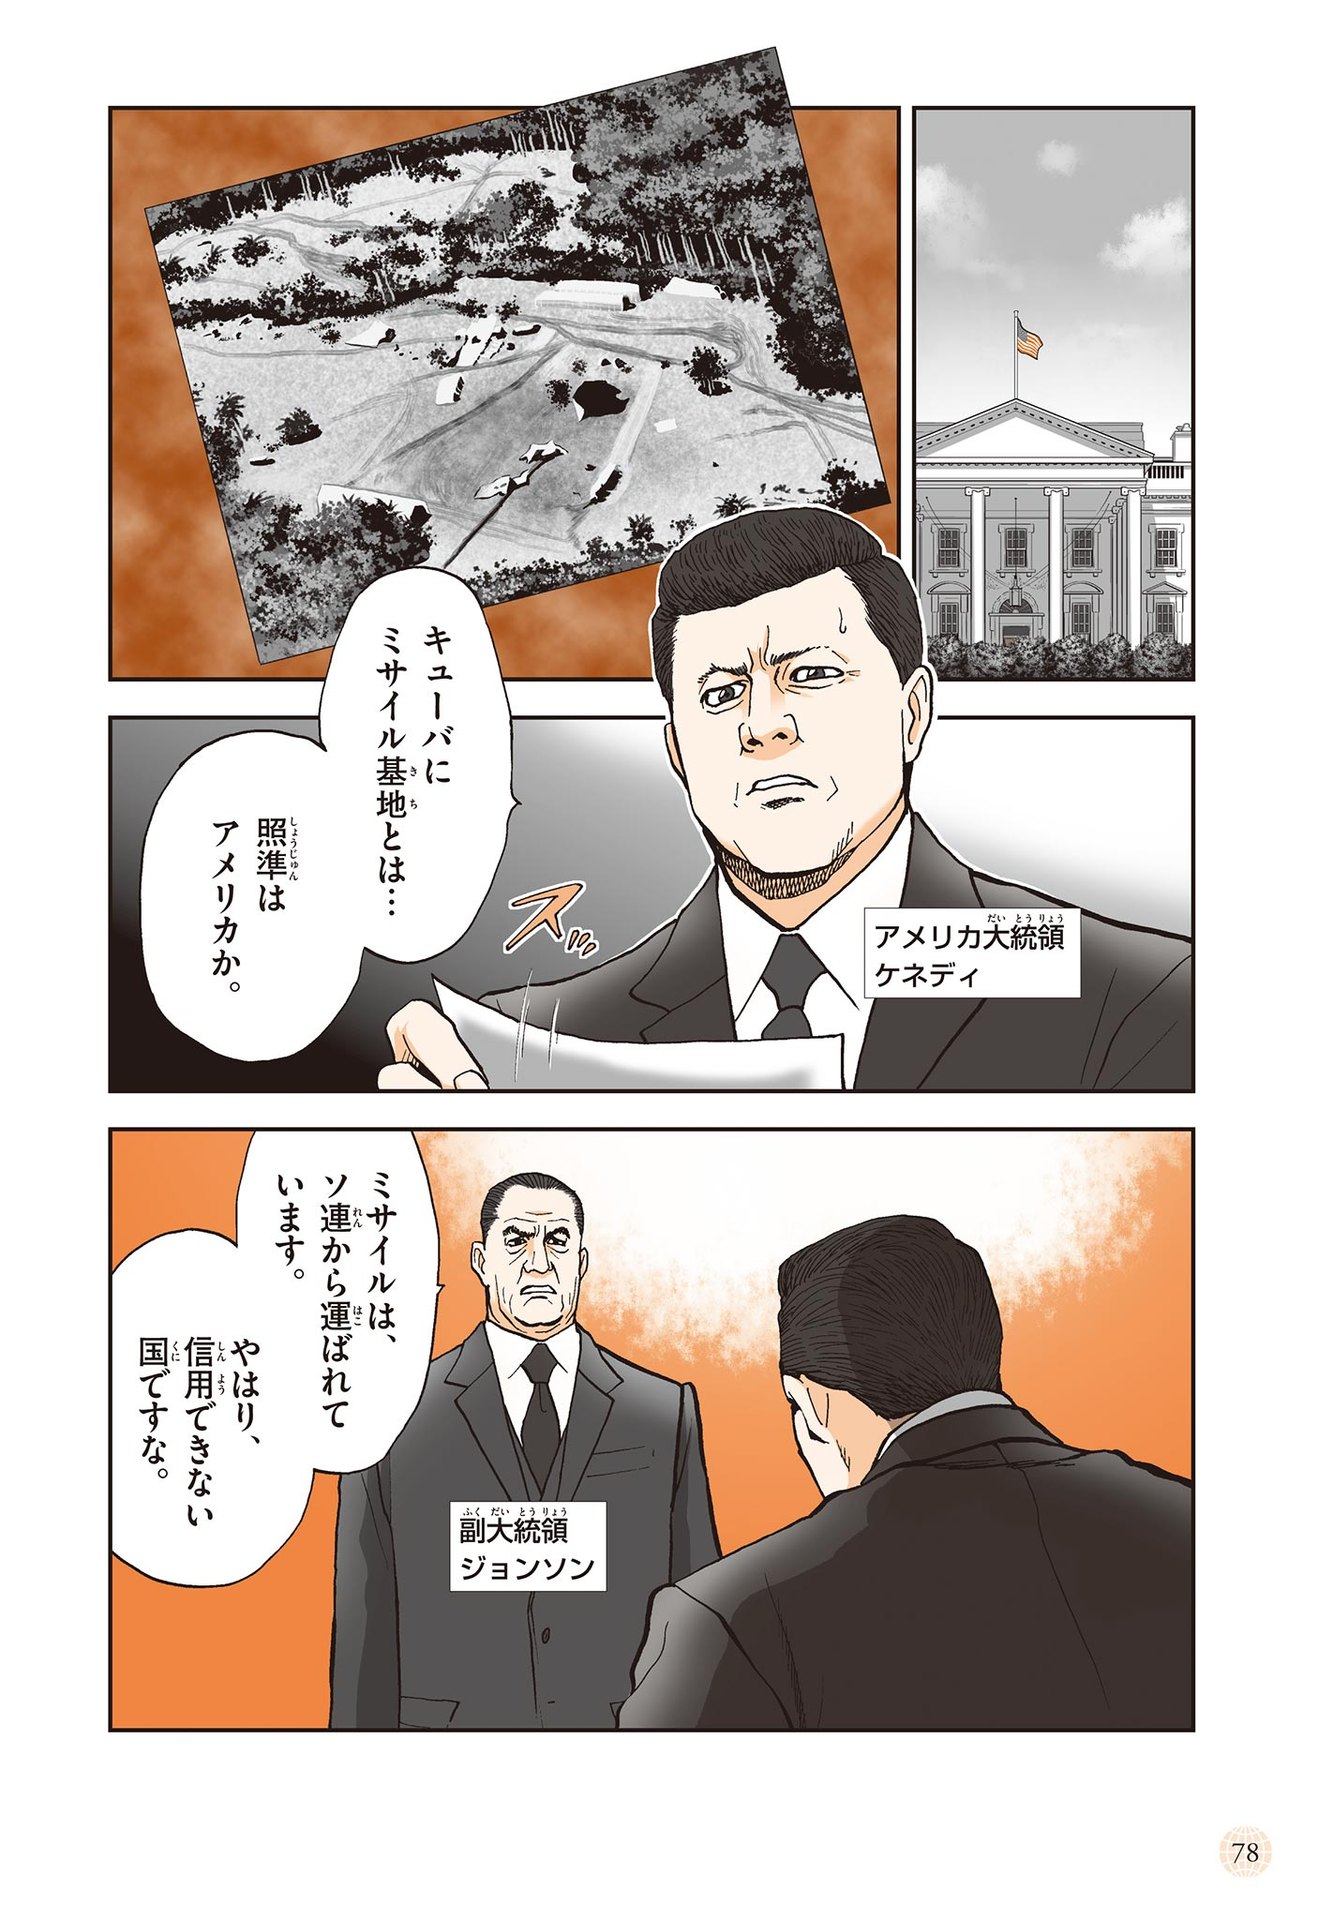 キューバに
ミサイル基地とは…
照準は
アメリカか。
ズッ
アメリカ大統領
ケネディ
ミサイルは、
ソ連から運ばれて
います。
やはり、
信用できない
国ですな。
副大統領
ジョンソン
78